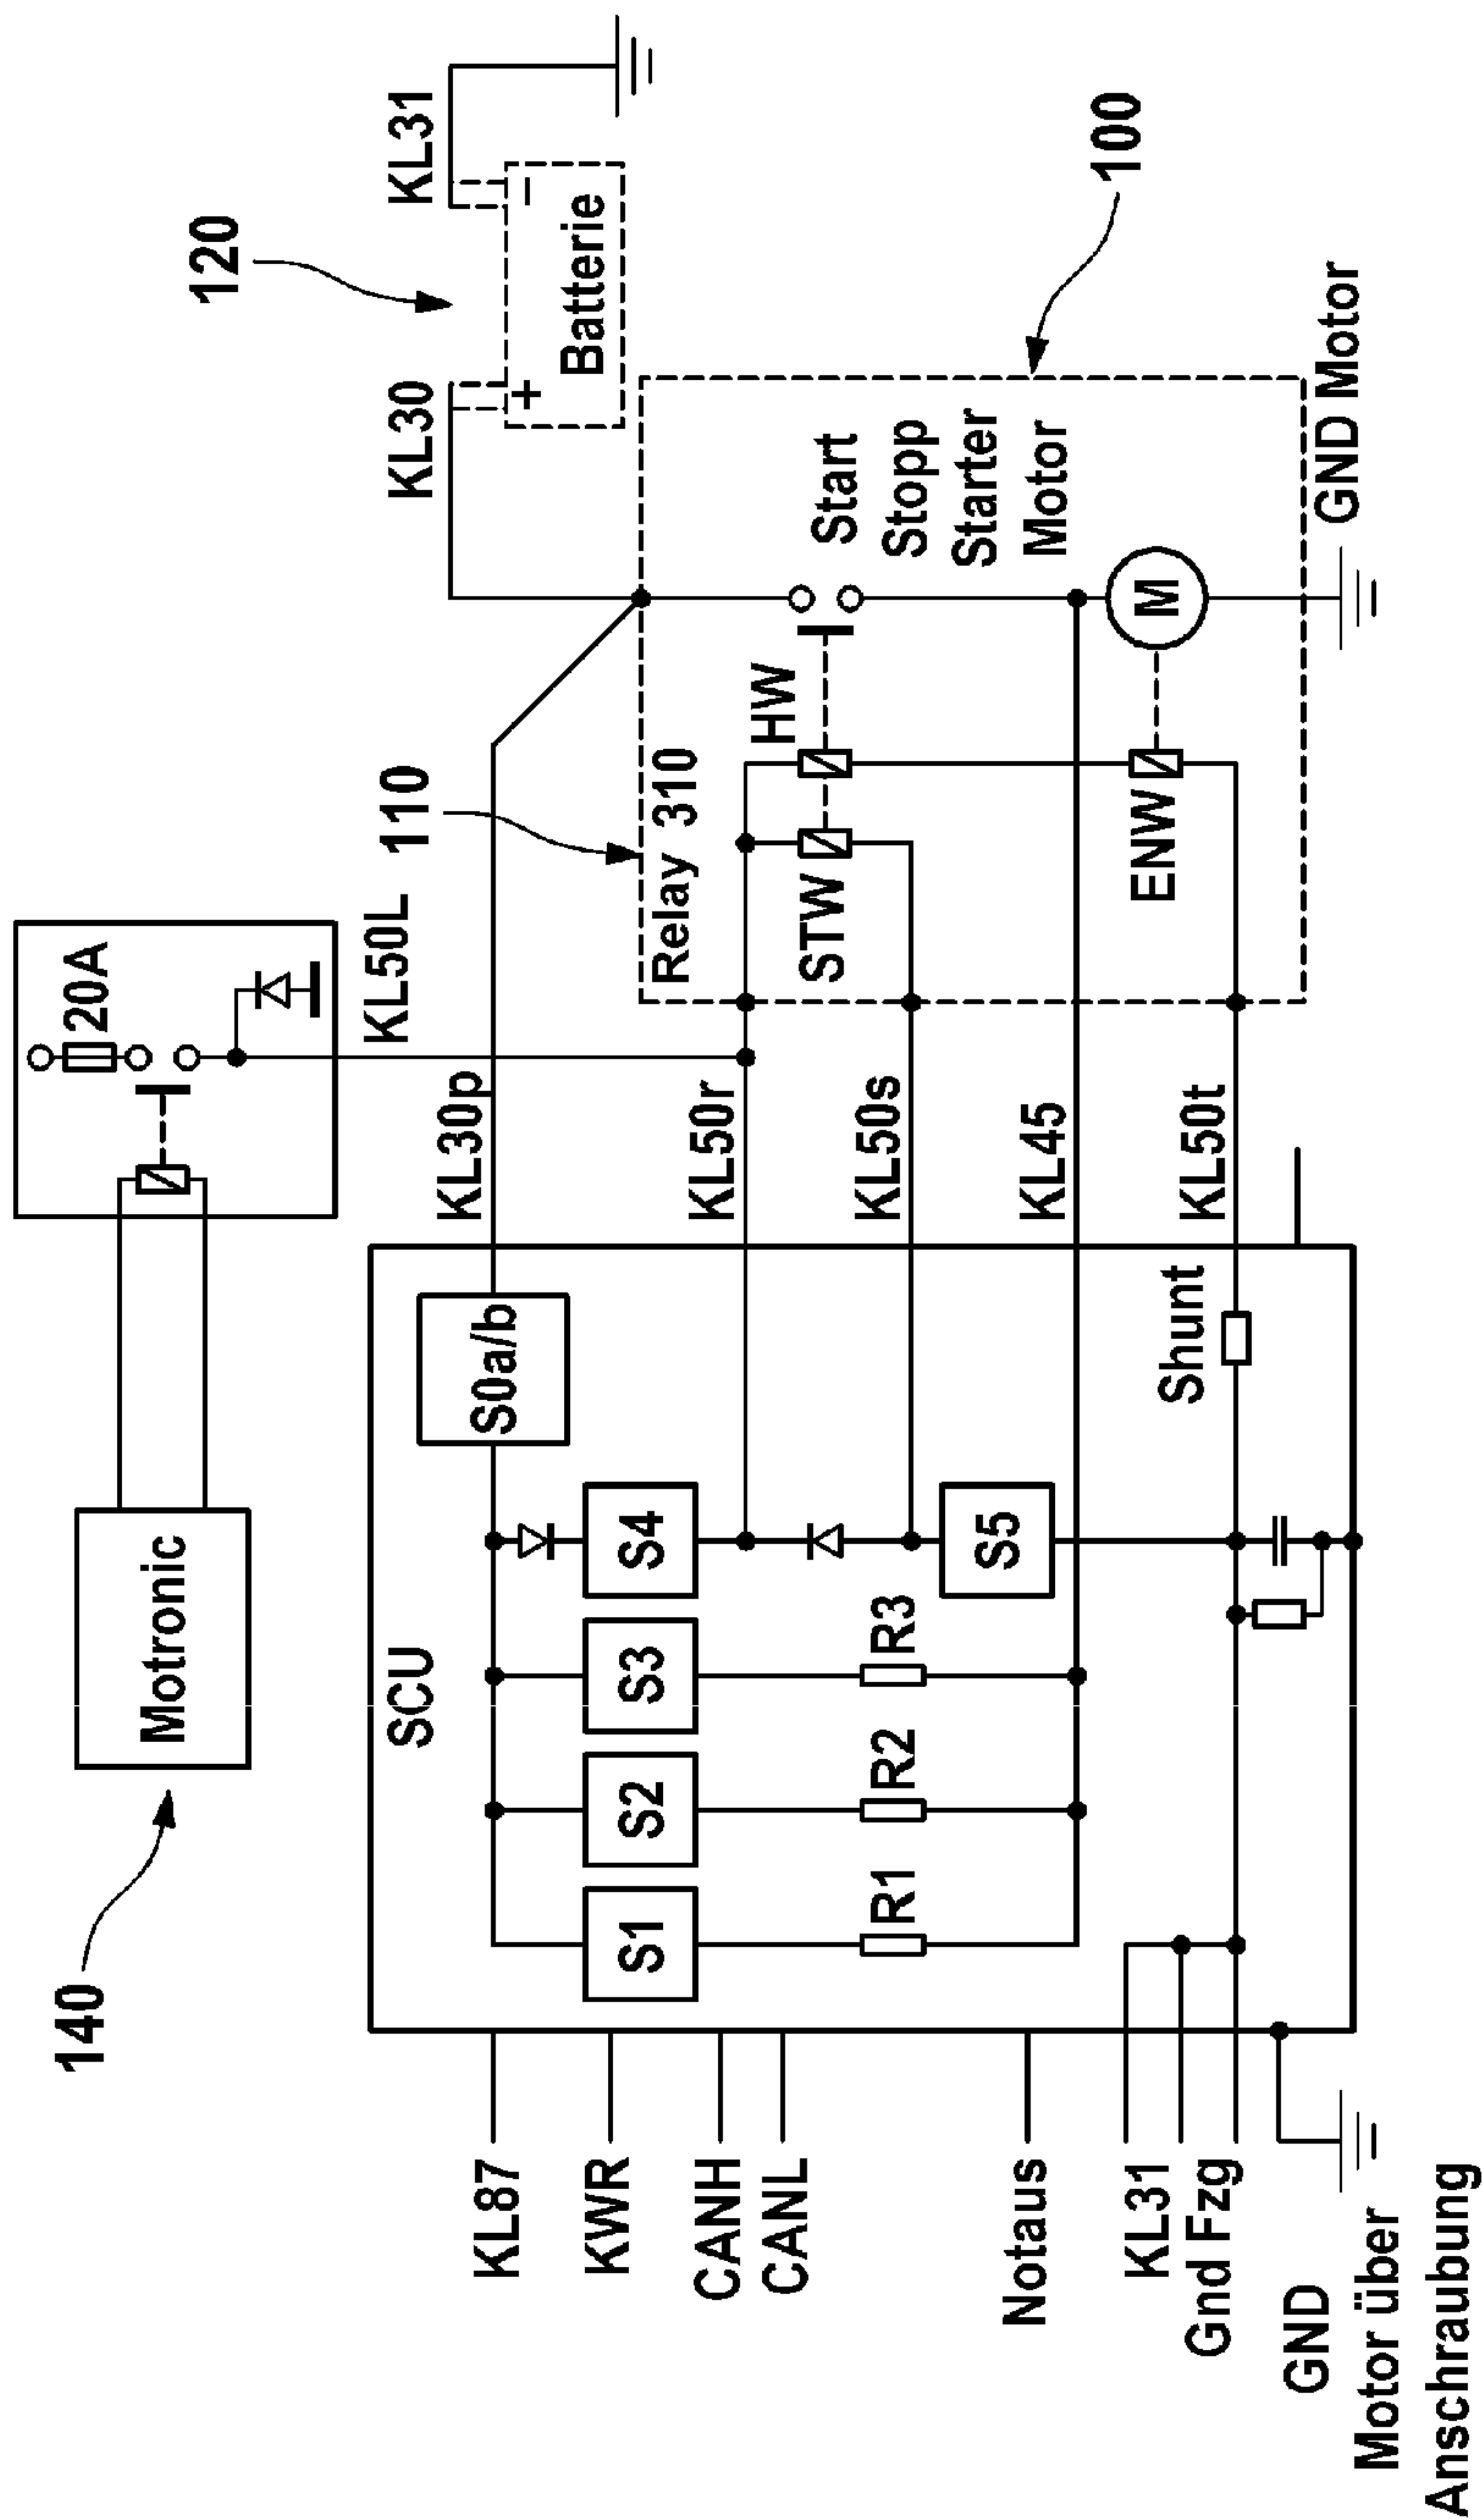 140
Motronic
20A
KL50L
110
120
KL30
KL31
+
−
Batterie
100
SCU
S0a/b
KL30p
Relay 310
HW
STW
ENW
Start
Stopp
Starter
Motor
M
GND Motor
KL50r
KL50s
KL45
KL50t
Shunt
S1
S2
S3
S4
S5
R1
R2
R3
KL87
KWR
CANH
CANL
Notaus
KL31
Gnd Fzg
GND
Motor über
Anschraubung